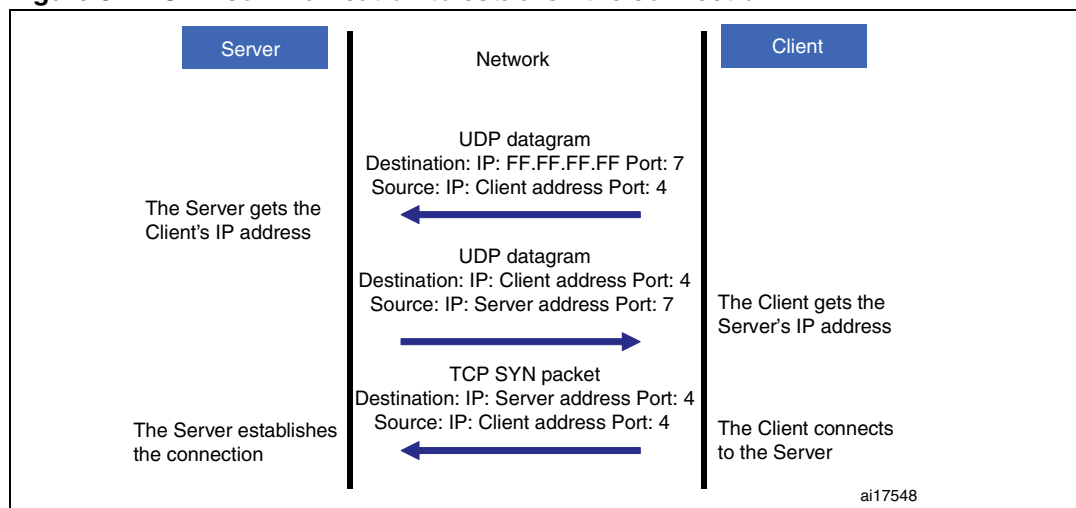 Server
Network
Client
UDP datagram
Destination: IP: FF.FF.FF.FF Port: 7
Source: IP: Client address Port: 4
The Server gets the
Client's IP address
UDP datagram
Destination: IP: Client address Port: 4
Source: IP: Server address Port: 7
The Client gets the
Server's IP address
TCP SYN packet
Destination: IP: Server address Port: 4
Source: IP: Client address Port: 4
The Server establishes
the connection
The Client connects
to the Server
ai17548